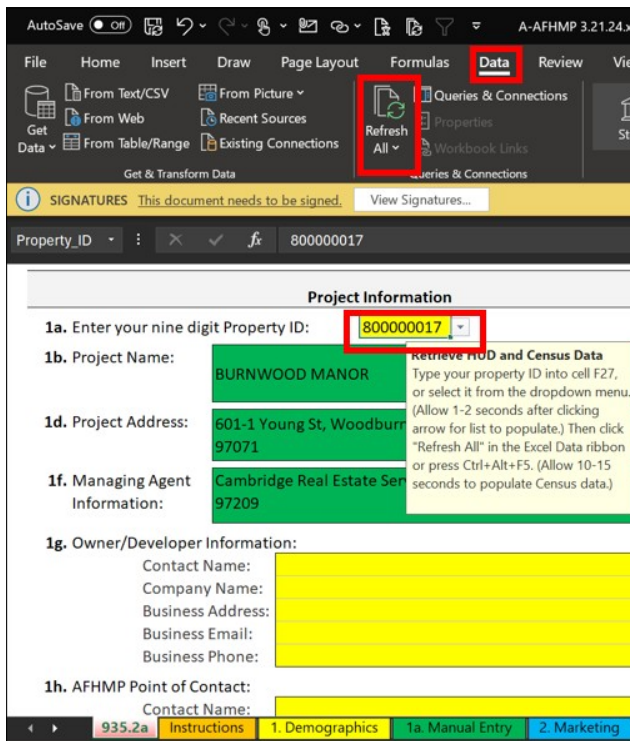 AutoSave Off A-AFHMP 3.21.24.x
File Home Insert Draw Page Layout Formulas Data Review Vie
Get Data
From Text/CSV
From Web
From Table/Range
From Picture
Recent Sources
Existing Connections
Get & Transform Data
Refresh All
Queries & Connections
Properties
Workbook Links
Queries & Connections
St
SIGNATURES This document needs to be signed. View Signatures...
Property_ID fx 800000017
Project Information
1a. Enter your nine digit Property ID: 800000017
1b. Project Name: BURNWOOD MANOR
Retrieve HUD and Census Data
Type your property ID into cell F27,
or select it from the dropdown menu.
(Allow 1-2 seconds after clicking
arrow for list to populate.) Then click
"Refresh All" in the Excel Data ribbon
or press Ctrl+Alt+F5. (Allow 10-15
seconds to populate Census data.)
1d. Project Address: 601-1 Young St, Woodburn
97071
1f. Managing Agent Information:
Cambridge Real Estate Ser
97209
1g. Owner/Developer Information:
Contact Name:
Company Name:
Business Address:
Business Email:
Business Phone:
1h. AFHMP Point of Contact:
Contact Name:
935.2a Instructions 1. Demographics 1a. Manual Entry 2. Marketing